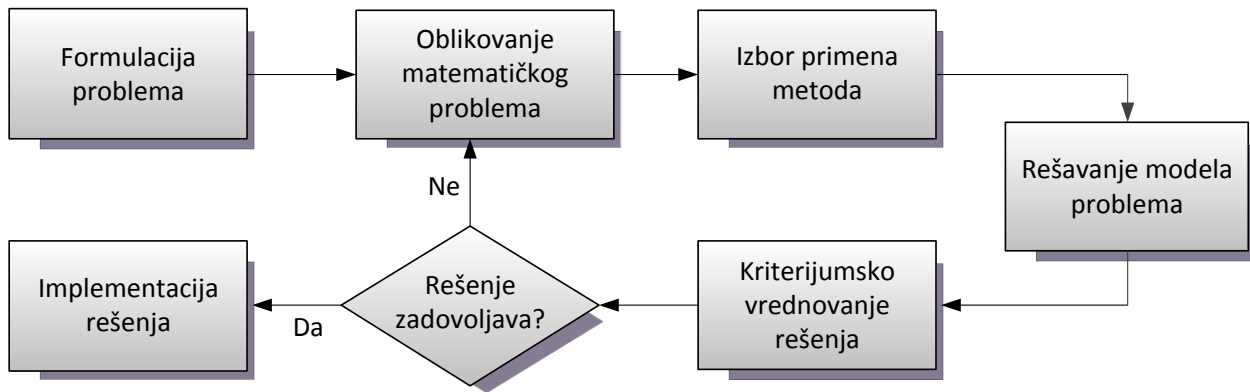 Formulacija
problema
Oblikovanje
matematičkog
problema
Izbor primena
metoda
Rešavanje modela
problema
Kriterijumsko
vrednovanje
rešenja
Rešenje
zadovoljava?
Ne
Da
Implementacija
rešenja